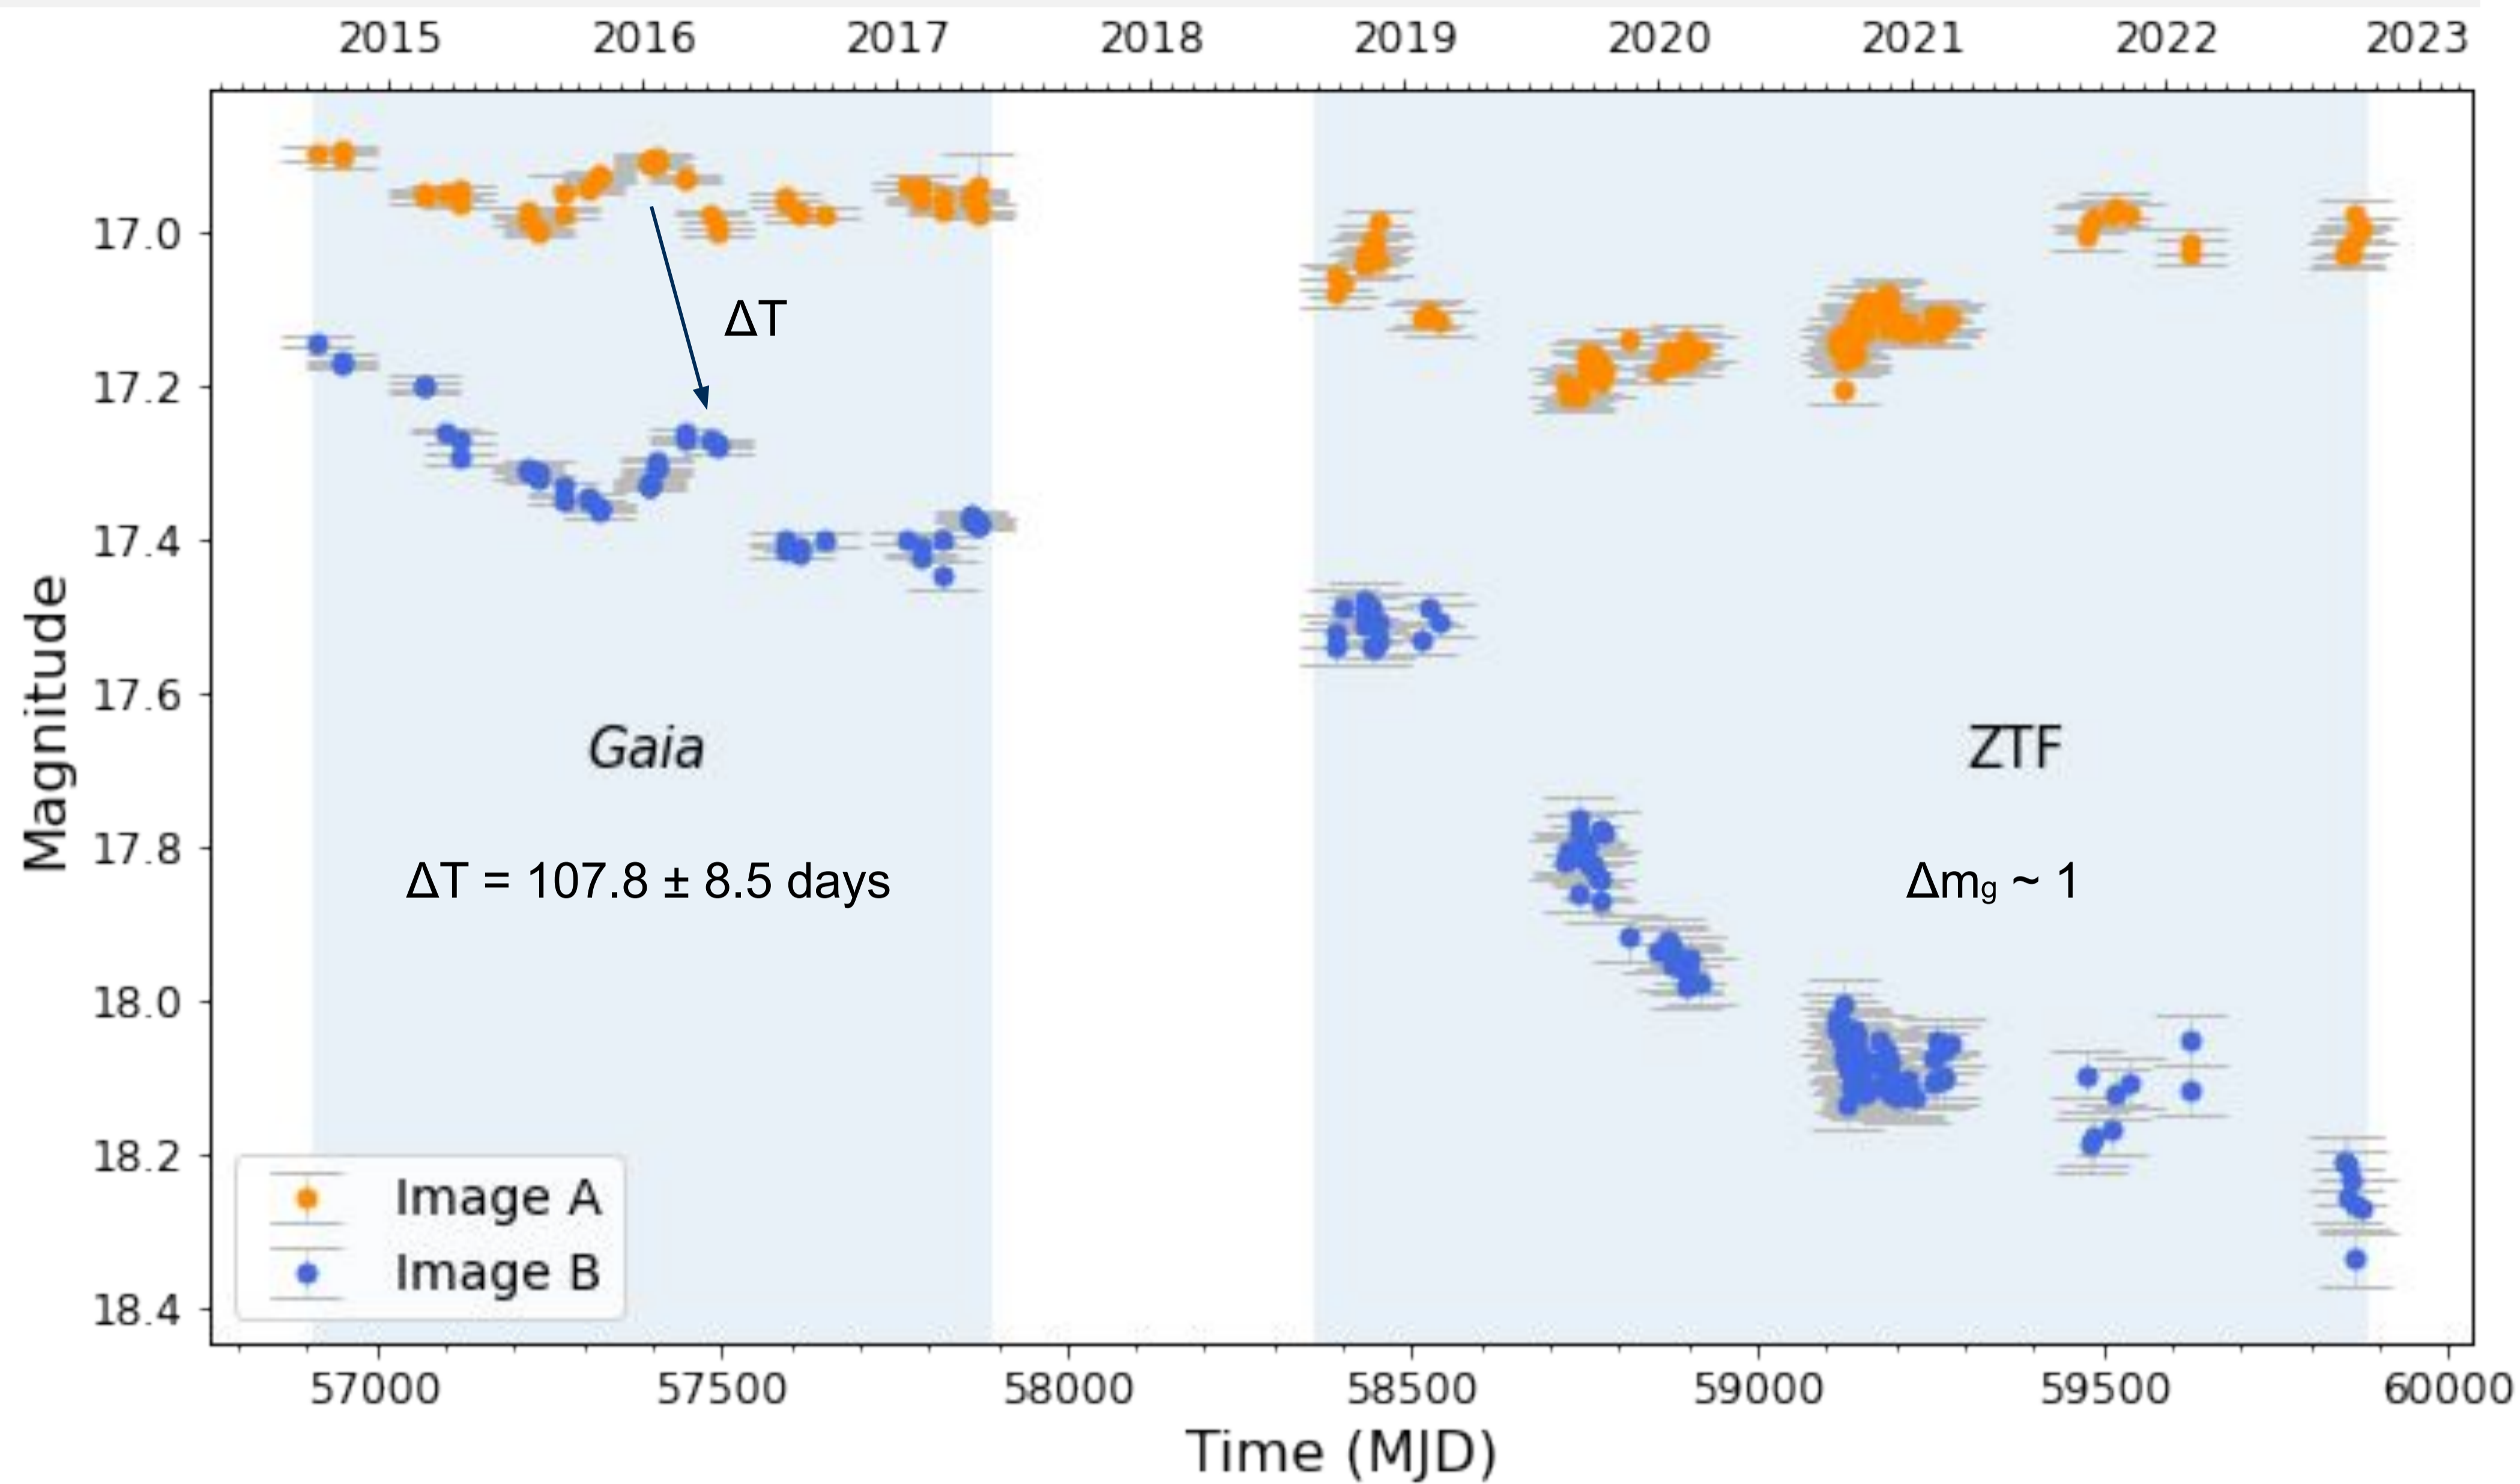 2015 2016 2017 2018 2019 2020 2021 2022 2023
17.0
ΔT
17.2
17.4
17.6
Gaia ZTF
17.8
ΔT = 107.8 ± 8.5 days Δmg ~ 1
18.0
18.2
Image A
Image B
18.4
57000 57500 58000 58500 59000 59500 60000
Time (MJD)
Magnitude